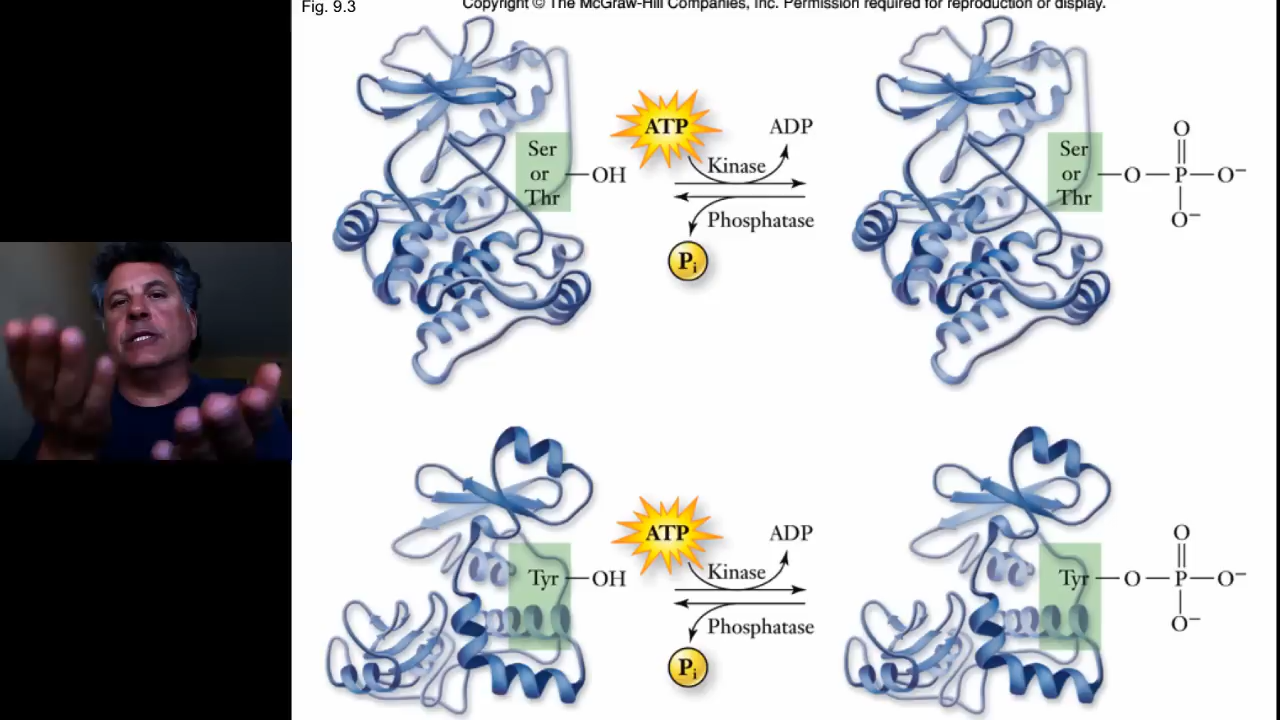 Fig. 9.3
Copyright © The McGraw-Hill Companies, Inc. Permission required for reproduction or display.
Ser
or
Thr
OH
ATP
ADP
Kinase
Phosphatase
Pi
Ser
or
Thr
O
O
P
O−
O−
Tyr
OH
ATP
ADP
Kinase
Phosphatase
Pi
Tyr
O
O
P
O−
O−